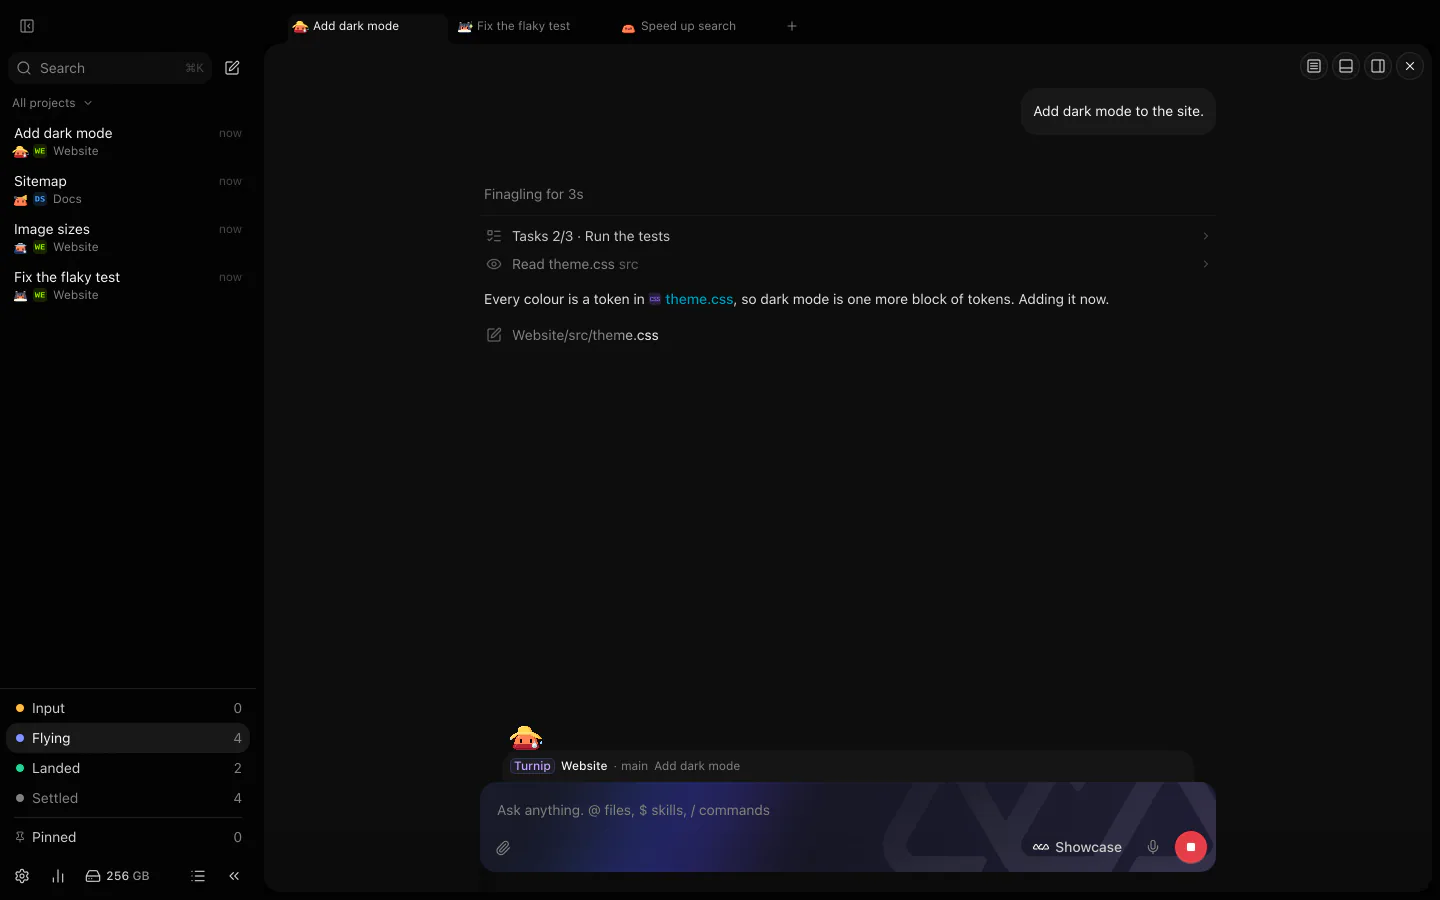 Add dark mode
Fix the flaky test
Speed up search
Search ⌘K
All projects
Add dark mode now
WE Website
Sitemap now
DS Docs
Image sizes now
WE Website
Fix the flaky test now
WE Website
Add dark mode to the site.
Finagling for 3s
Tasks 2/3 · Run the tests
Read theme.css src
Every colour is a token in CSS theme.css, so dark mode is one more block of tokens. Adding it now.
Website/src/theme.css
Input 0
Flying 4
Landed 2
Settled 4
Pinned 0
256 GB
Turnip Website · main Add dark mode
Ask anything. @ files, $ skills, / commands
Showcase